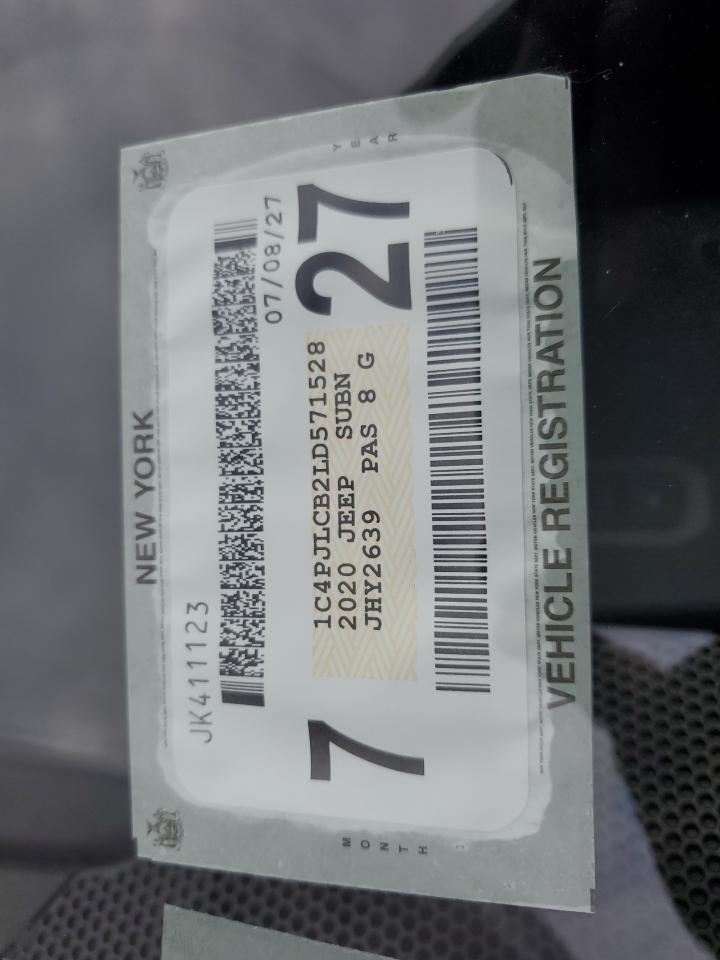 NEW YORK
JK411123
07/08/27
1C4PJLCB2LD571528
2020 JEEP SUBN
JHY2639 PAS 8 G
MONTH
7
27
YEAR
VEHICLE REGISTRATION